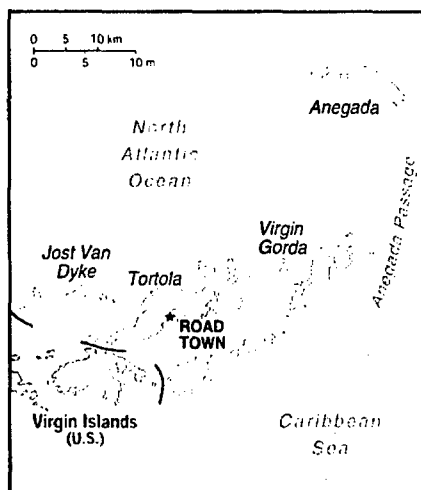 0 5 10 km
0 5 10 m
Anegada
North
Atlantic
Ocean
Anegada Passage
Virgin
Gorda
Jost Van
Dyke
Tortola
ROAD
TOWN
Virgin Islands
(U.S.)
Caribbean
Sea